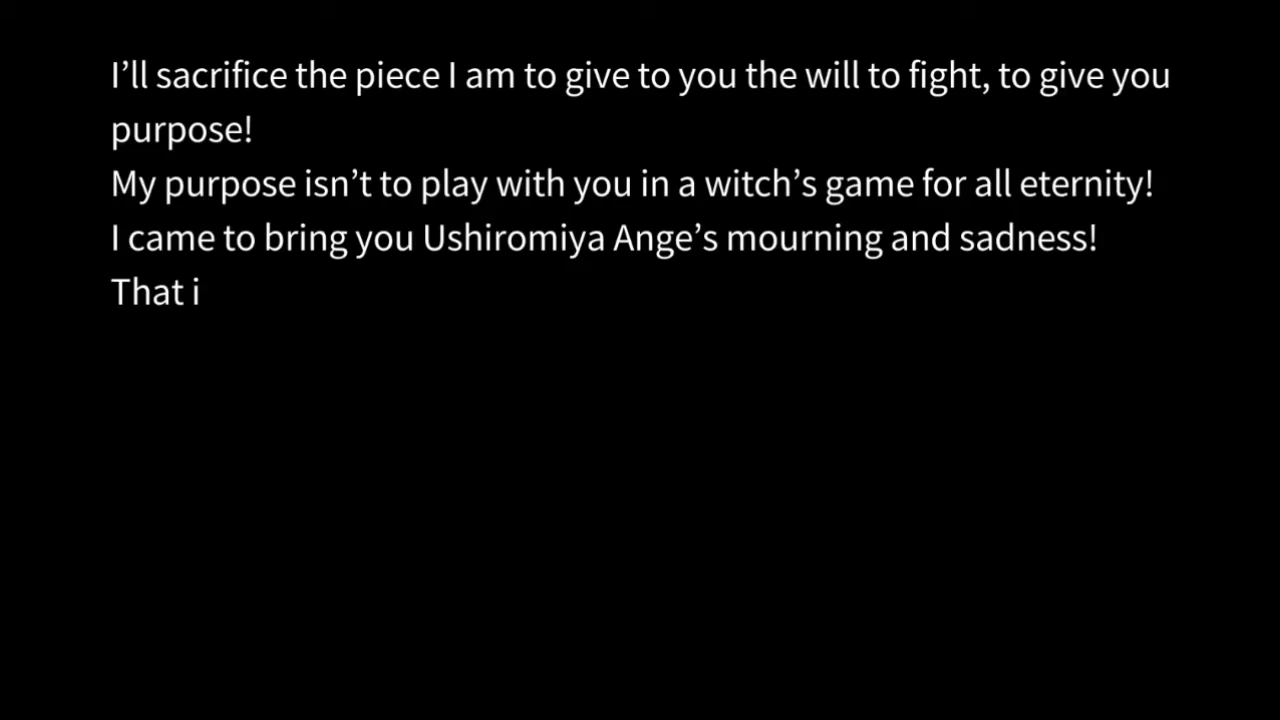 I’ll sacrifice the piece I am to give to you the will to fight, to give you
purpose!
My purpose isn’t to play with you in a witch’s game for all eternity!
I came to bring you Ushiromiya Ange’s mourning and sadness!
That i